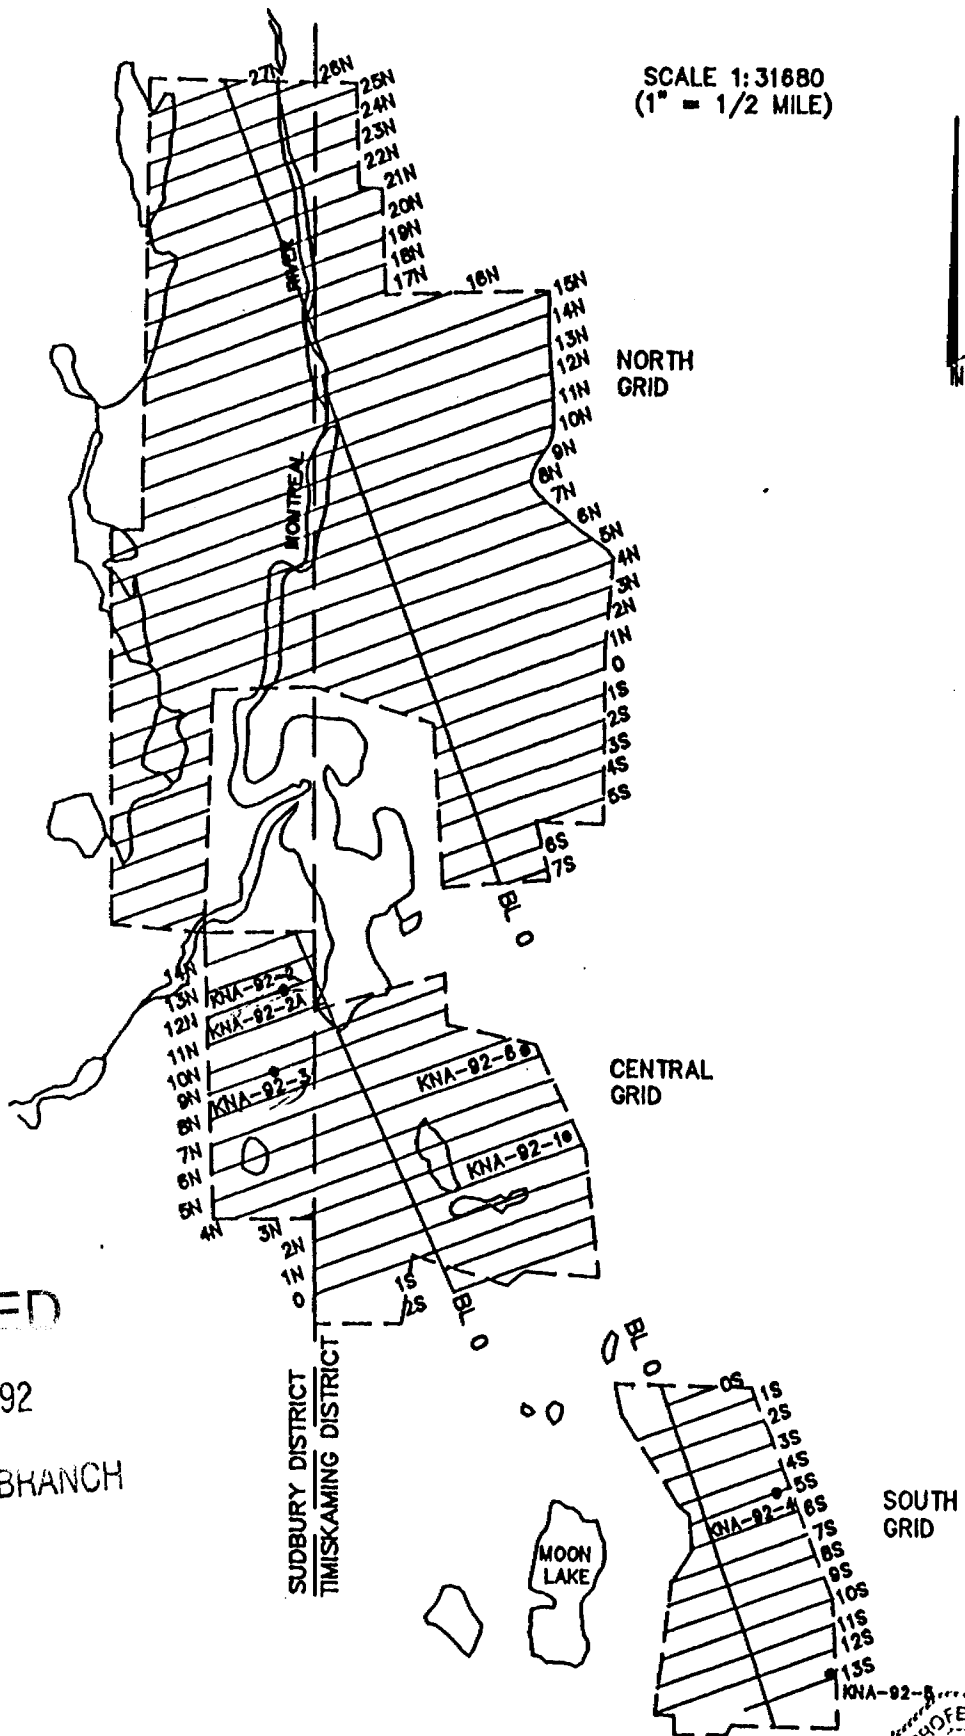 SCALE 1:31680
(1" = 1/2 MILE)
27N
26N
25N
24N
23N
22N
21N
20N
19N
18N
17N
16N
15N
14N
13N
12N
11N
10N
9N
8N
7N
6N
5N
4N
3N
2N
1N
0
1S
2S
3S
4S
5S
6S
7S
BL 0
NORTH
GRID
N
RIVER
MONTREAL
14N
13N
12N
11N
10N
9N
8N
7N
6N
5N
4N
3N
2N
1N
0
1S
2S
BL 0
KNA-92-2
KNA-92-2A
KNA-92-3
KNA-92-6
KNA-92-1
CENTRAL
GRID
ED
92
BRANCH
SUDBURY DISTRICT
TIMISKAMING DISTRICT
BL 0
0S
1S
2S
3S
4S
5S
6S
7S
8S
9S
10S
11S
12S
13S
KNA-92-4
KNA-92-5
SOUTH
GRID
MOON
LAKE